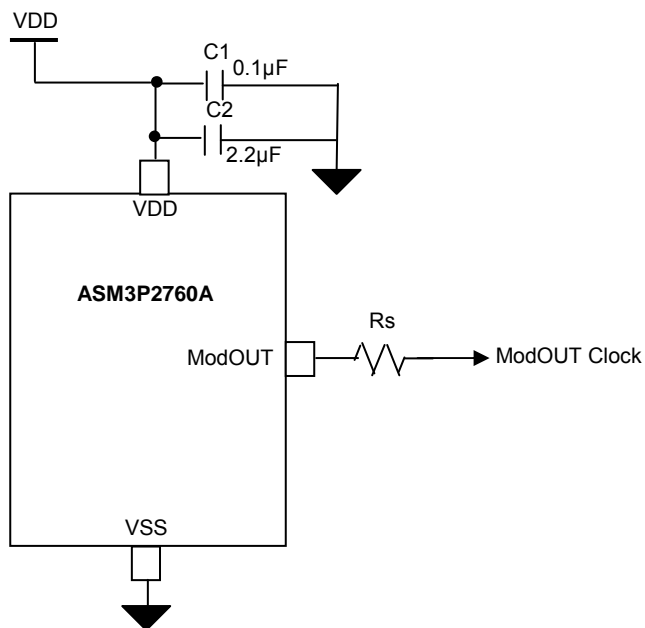 VDD
C1
0.1µF
C2
2.2µF
VDD
ASM3P2760A
Rs
ModOUT
ModOUT Clock
VSS